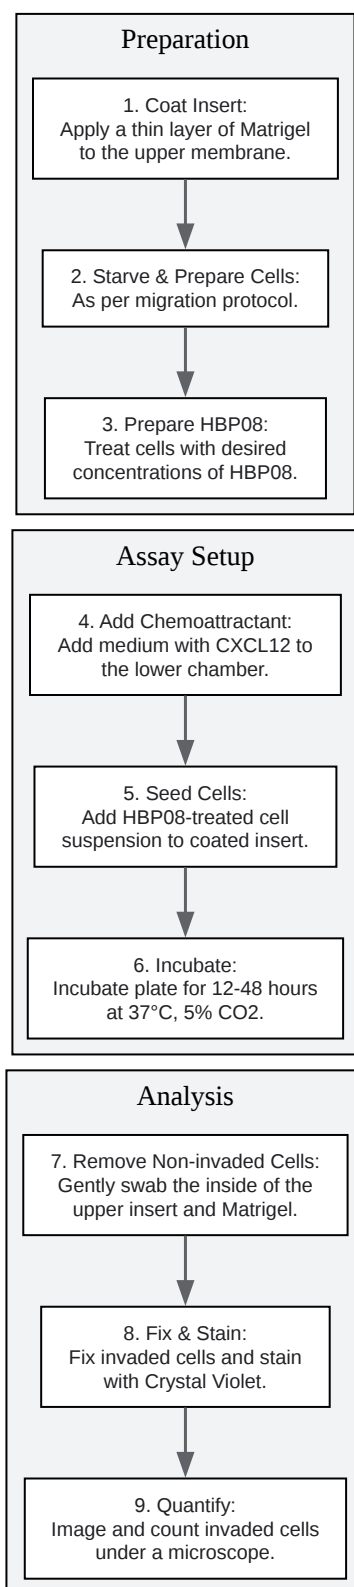 Preparation
1. Coat Insert:
Apply a thin layer of Matrigel
to the upper membrane.
2. Starve & Prepare Cells:
As per migration protocol.
3. Prepare HBP08:
Treat cells with desired
concentrations of HBP08.
Assay Setup
4. Add Chemoattractant:
Add medium with CXCL12 to
the lower chamber.
5. Seed Cells:
Add HBP08-treated cell
suspension to coated insert.
6. Incubate:
Incubate plate for 12-48 hours
at 37°C, 5% CO2.
Analysis
7. Remove Non-invaded Cells:
Gently swab the inside of the
upper insert and Matrigel.
8. Fix & Stain:
Fix invaded cells and stain
with Crystal Violet.
9. Quantify:
Image and count invaded cells
under a microscope.